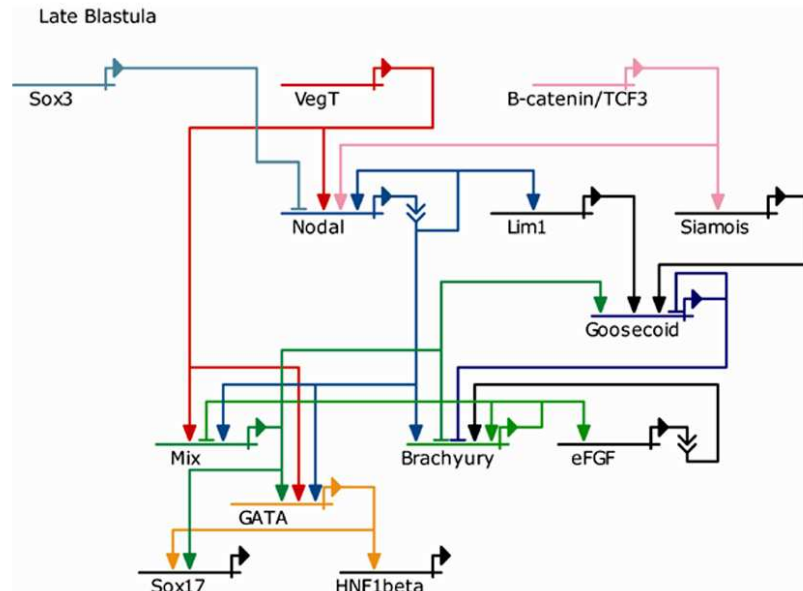 Late Blastula
Sox3
VegT
B-catenin/TCF3
Nodal
Lim1
Siamois
Goosecoid
Mix
Brachyury
eFGF
GATA
Sox17
HNF1beta